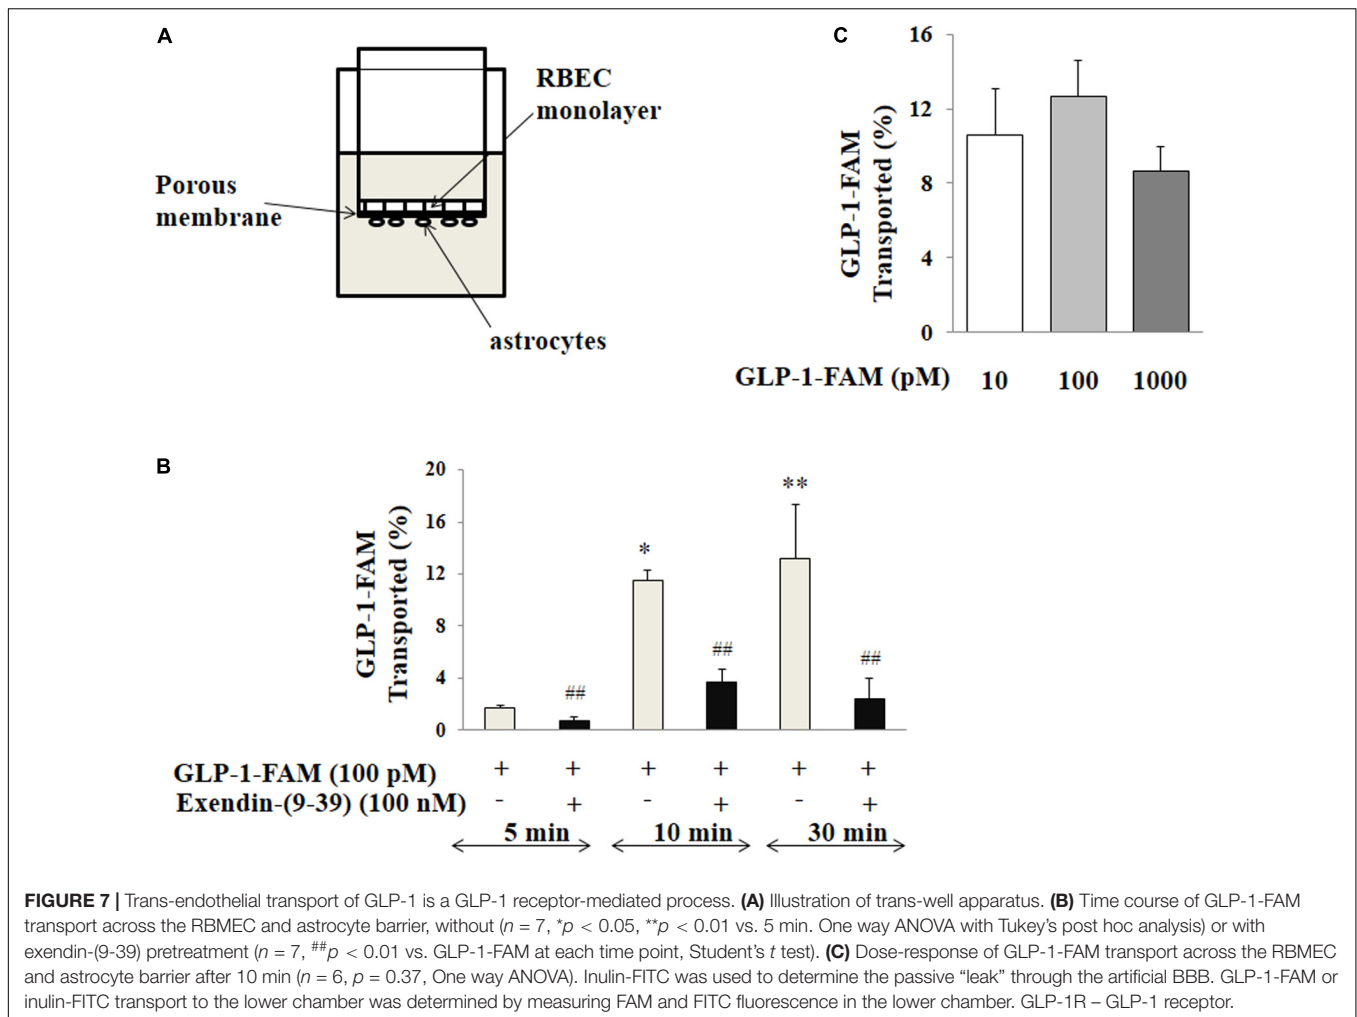 A
RBEC
monolayer
Porous
membrane
astrocytes
C
GLP-1-FAM
Transported (%)
16
12
8
4
0
GLP-1-FAM (pM) 10 100 1000
B
GLP-1-FAM
Transported (%)
20
16
12
8
4
0
##
*
##
**
##
GLP-1-FAM (100 pM) + + + + + +
Exendin-(9-39) (100 nM) - + - + - +
5 min 10 min 30 min
FIGURE 7 | Trans-endothelial transport of GLP-1 is a GLP-1 receptor-mediated process. (A) Illustration of trans-well apparatus. (B) Time course of GLP-1-FAM
transport across the RBMEC and astrocyte barrier, without (n = 7, *p < 0.05, **p < 0.01 vs. 5 min. One way ANOVA with Tukey's post hoc analysis) or with
exendin-(9-39) pretreatment (n = 7, ##p < 0.01 vs. GLP-1-FAM at each time point, Student's t test). (C) Dose-response of GLP-1-FAM transport across the RBMEC
and astrocyte barrier after 10 min (n = 6, p = 0.37, One way ANOVA). Inulin-FITC was used to determine the passive "leak" through the artificial BBB. GLP-1-FAM or
inulin-FITC transport to the lower chamber was determined by measuring FAM and FITC fluorescence in the lower chamber. GLP-1R – GLP-1 receptor.